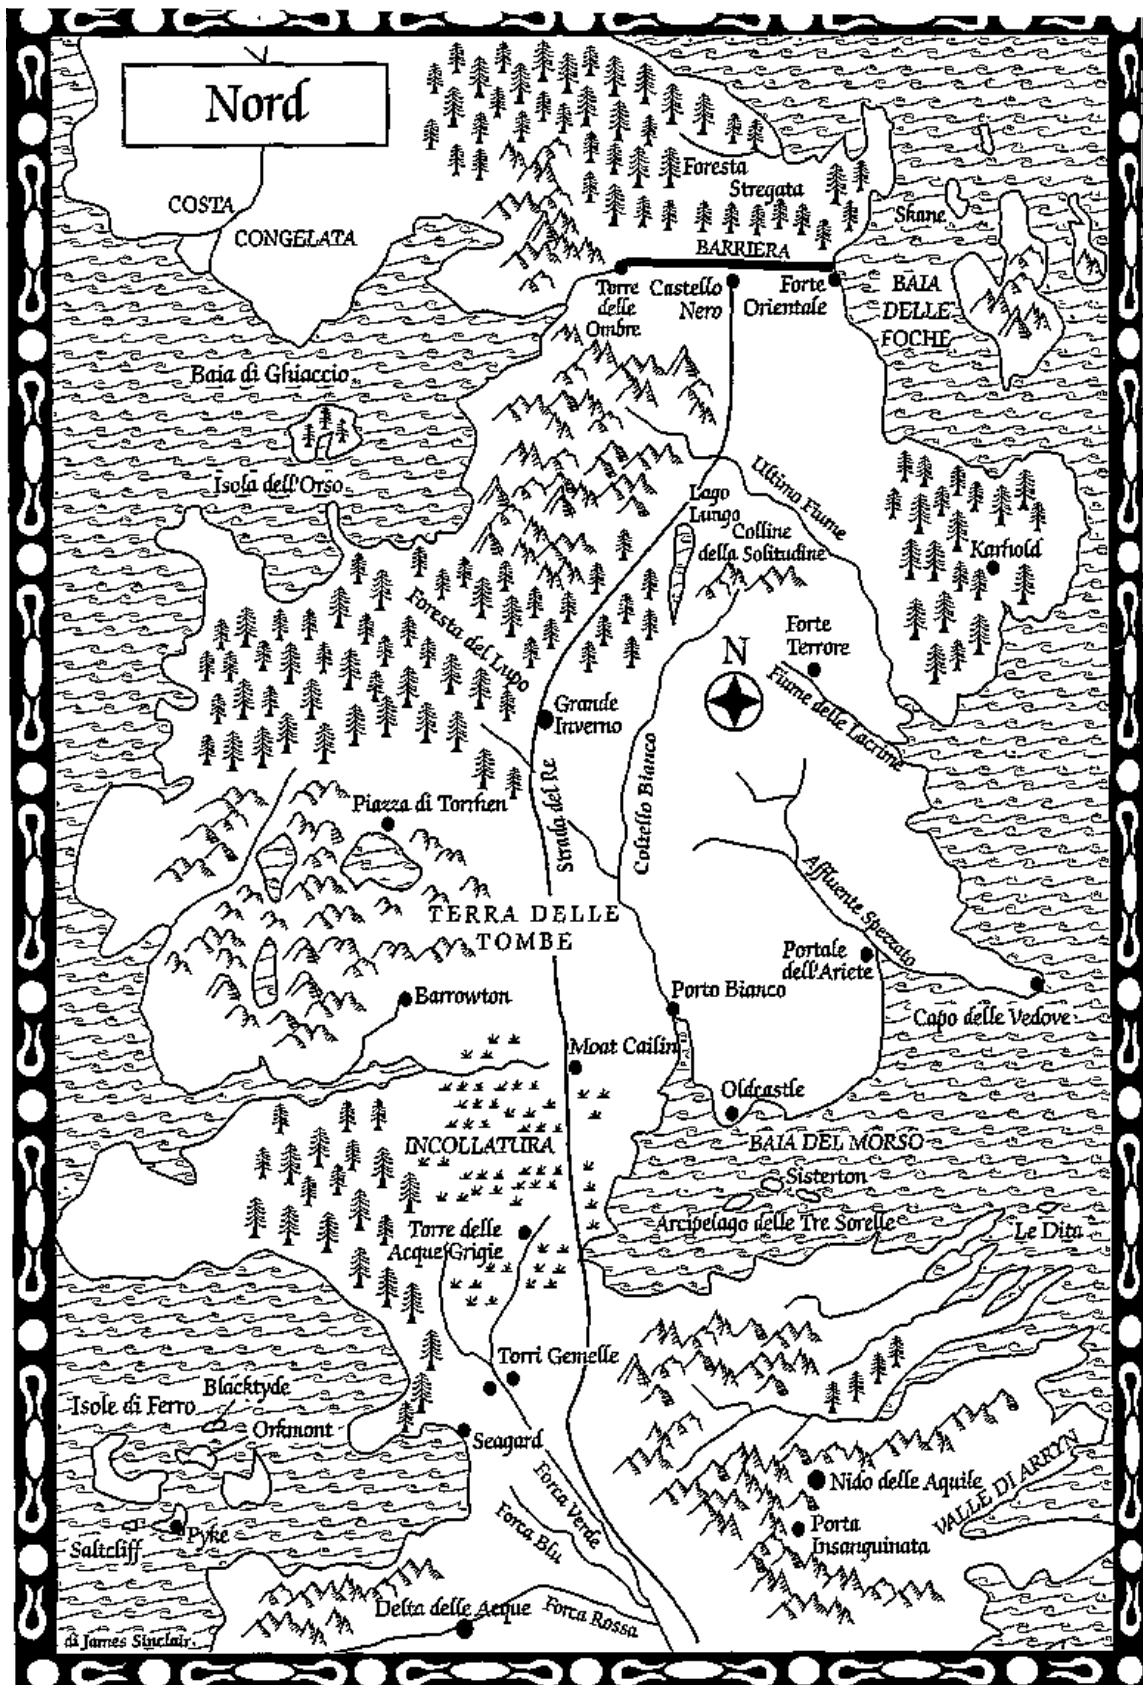 Nord
COSTA
CONGELATA
Foresta
Stregata
Skane
BARRIERA
Torre
delle
Ombre
Castello
Nero
Forte
Orientale
BAIA
DELLE
FOCHE
Baia di Ghiaccio
Isola dell'Orso
Ultimo Fiume
Lago
Lungo
Colline
della Solitudine
Karhold
Foresta del Lupo
Forte
Terrore
N
Fiume delle Lacrime
Grande
Inverno
Strada del Re
Coltello Bianco
Piazza di Torrhen
Affluente Spezzato
TERRA DELLE
TOMBE
Portale
dell'Ariete
Barrowton
Porto Bianco
Capo delle Vedove
Moat Cailin
Oldcastle
INCOLLATURA
BAIA DEL MORSO
Sisterton
Arcipelago delle Tre Sorelle
Le Dita
Torre delle
Acque Grigie
Torri Gemelle
Blacktyde
Isole di Ferro
Orkmont
Seagard
Nido delle Aquile
VALLE DI ARRYN
Forca Verde
Forca Blu
Porta
Insanguinata
Pyke
Saltcliff
Delta delle Acque
Forca Rossa
di James Sinclair